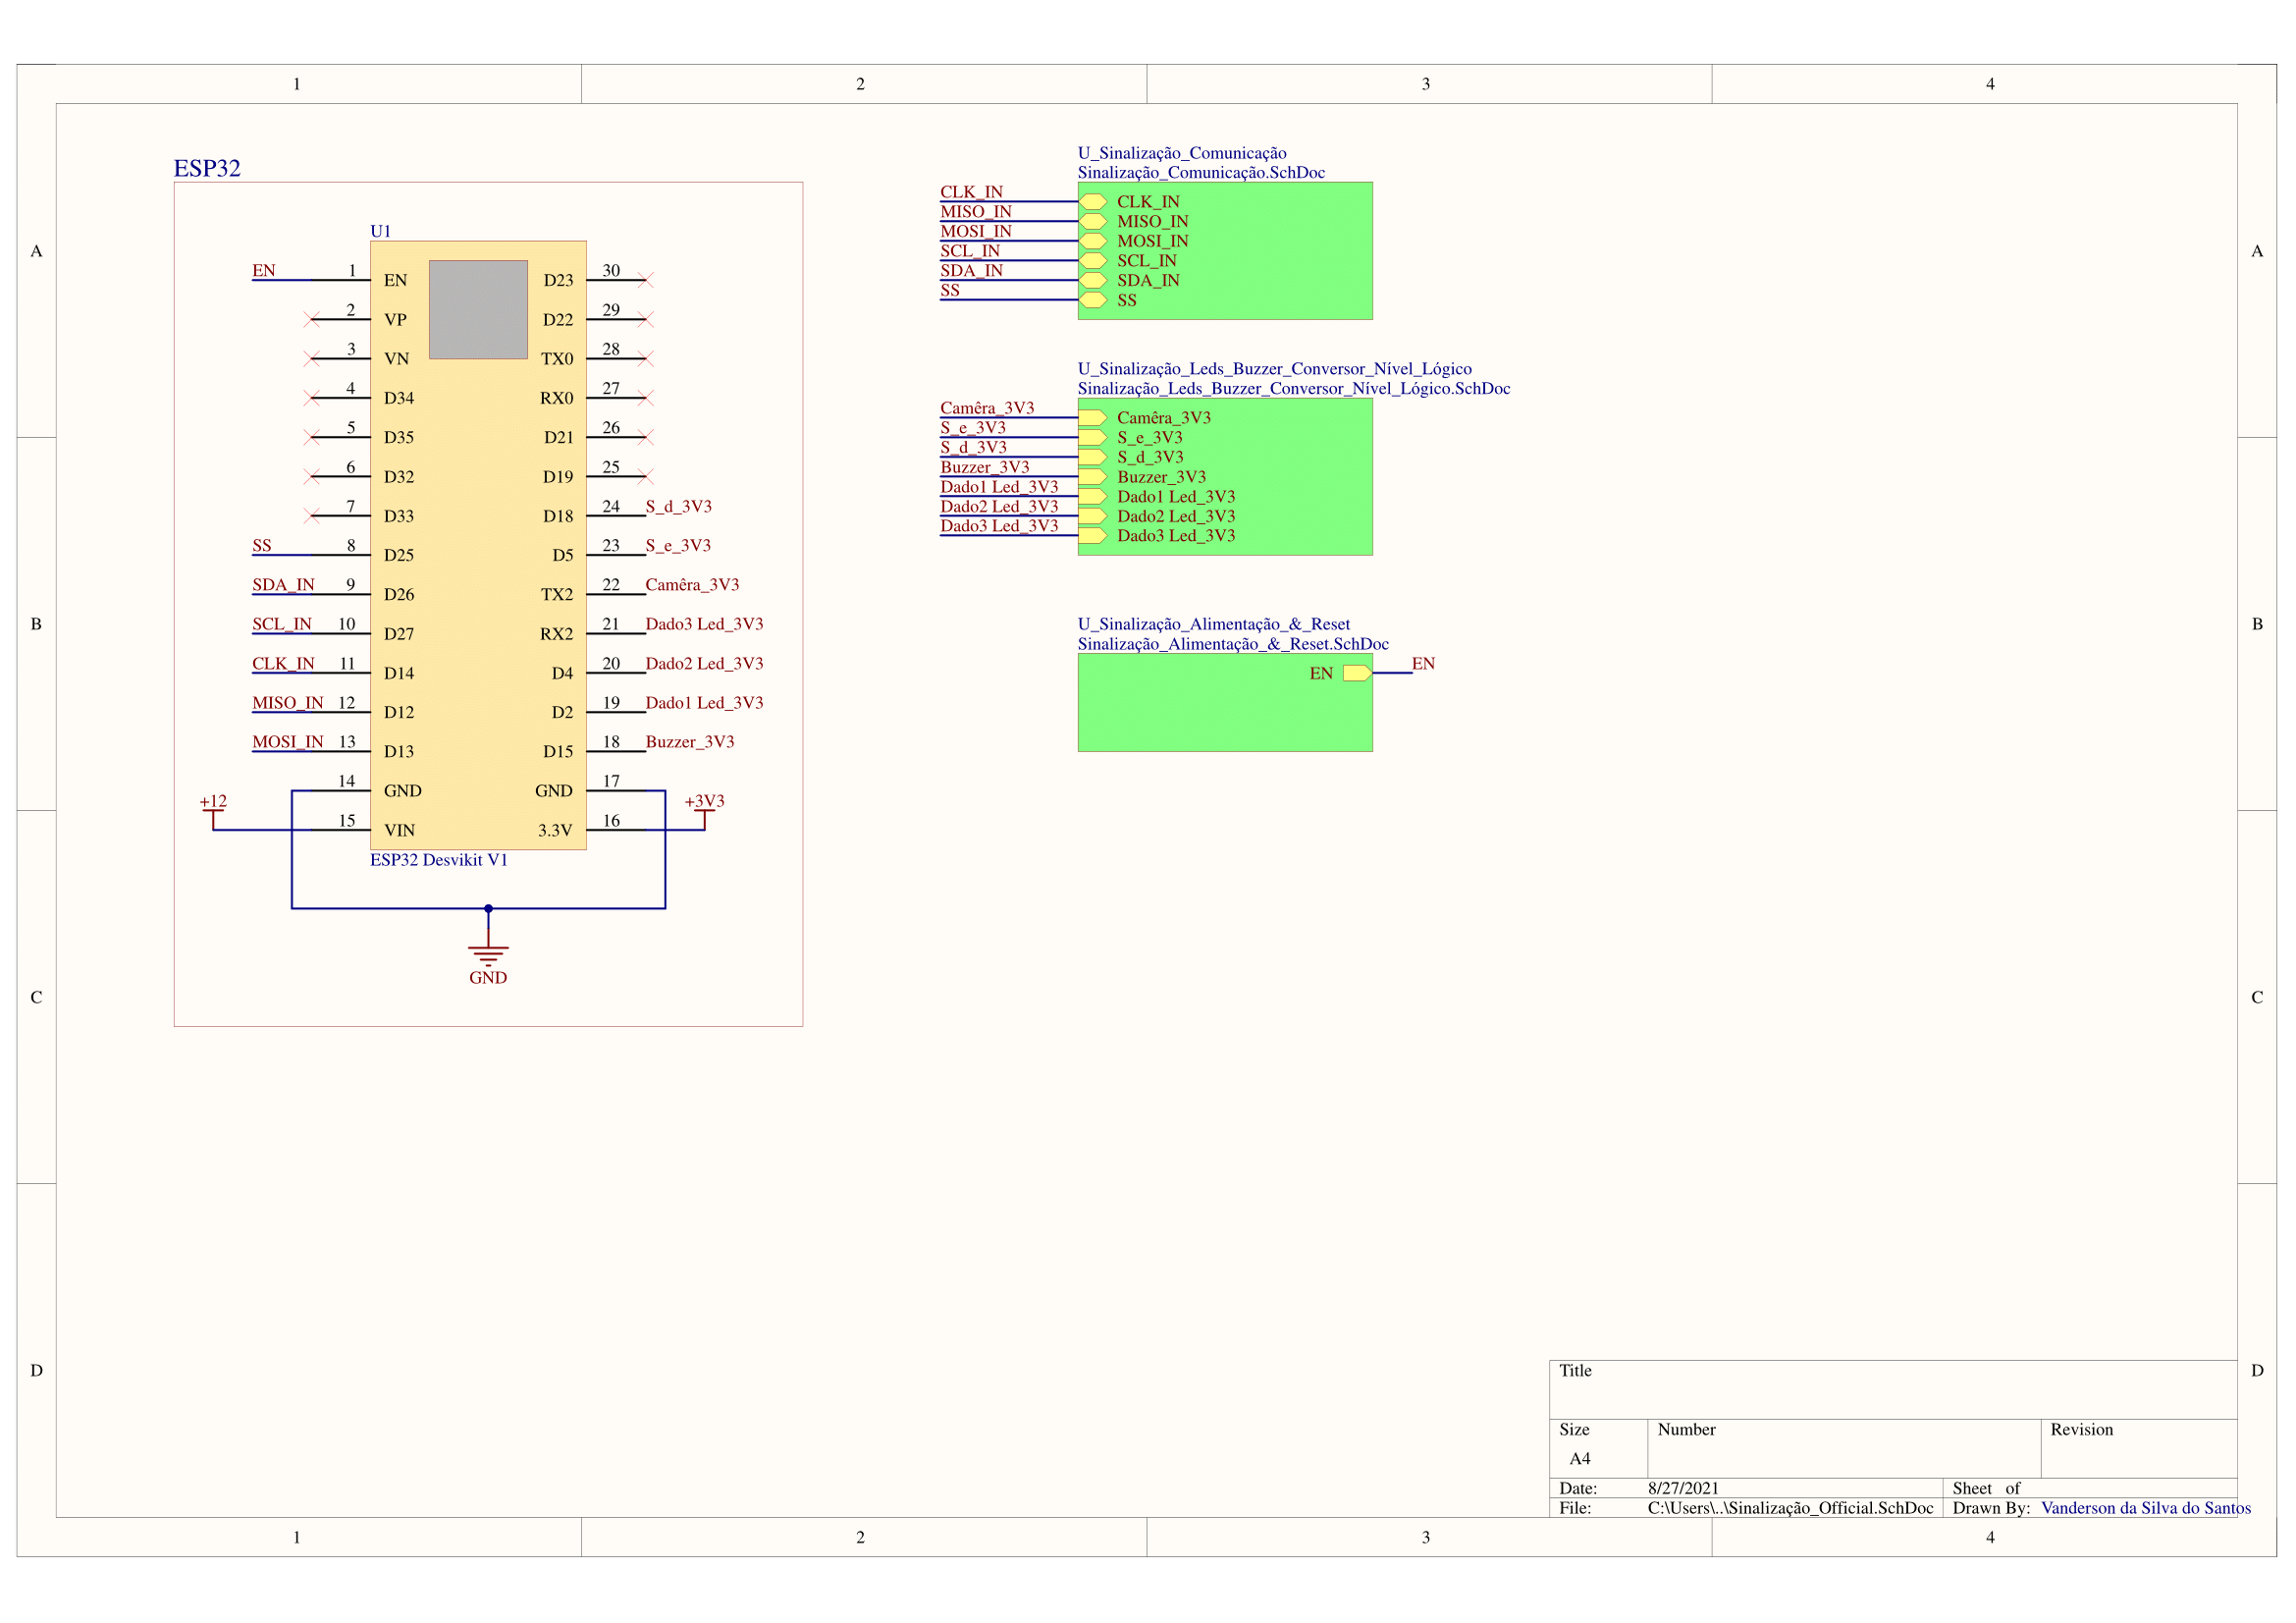 1 2 3 4
A
B
C
D
A
B
C
D
ESP32
U1
EN 1 EN D23 30
2 VP D22 29
3 VN TX0 28
4 D34 RX0 27
5 D35 D21 26
6 D32 D19 25
7 D33 D18 24 S_d_3V3
SS 8 D25 D5 23 S_e_3V3
SDA_IN 9 D26 TX2 22 Camêra_3V3
SCL_IN 10 D27 RX2 21 Dado3 Led_3V3
CLK_IN 11 D14 D4 20 Dado2 Led_3V3
MISO_IN 12 D12 D2 19 Dado1 Led_3V3
MOSI_IN 13 D13 D15 18 Buzzer_3V3
14 GND GND 17
+12 15 VIN 3.3V 16 +3V3
ESP32 Desvikit V1
GND
U_Sinalização_Comunicação
Sinalização_Comunicação.SchDoc
CLK_IN CLK_IN
MISO_IN MISO_IN
MOSI_IN MOSI_IN
SCL_IN SCL_IN
SDA_IN SDA_IN
SS SS
U_Sinalização_Leds_Buzzer_Conversor_Nível_Lógico
Sinalização_Leds_Buzzer_Conversor_Nível_Lógico.SchDoc
Camêra_3V3 Camêra_3V3
S_e_3V3 S_e_3V3
S_d_3V3 S_d_3V3
Buzzer_3V3 Buzzer_3V3
Dado1 Led_3V3 Dado1 Led_3V3
Dado2 Led_3V3 Dado2 Led_3V3
Dado3 Led_3V3 Dado3 Led_3V3
U_Sinalização_Alimentação_&_Reset
Sinalização_Alimentação_&_Reset.SchDoc
EN EN
Title
Size Number Revision
A4
Date: 8/27/2021 Sheet of
File: C:\Users\..\Sinalização_Official.SchDoc Drawn By: Vanderson da Silva do Santos
1 2 3 4